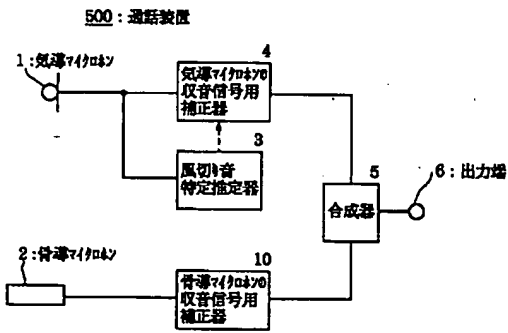 500：通話装置
1：気導マイクロホン
4
気導マイクロホンの
収音信号用
補正器
3
風切り音
特定推定器
5
合成器
6：出力端
2：骨導マイクロホン
10
骨導マイクロホンの
収音信号用
補正器